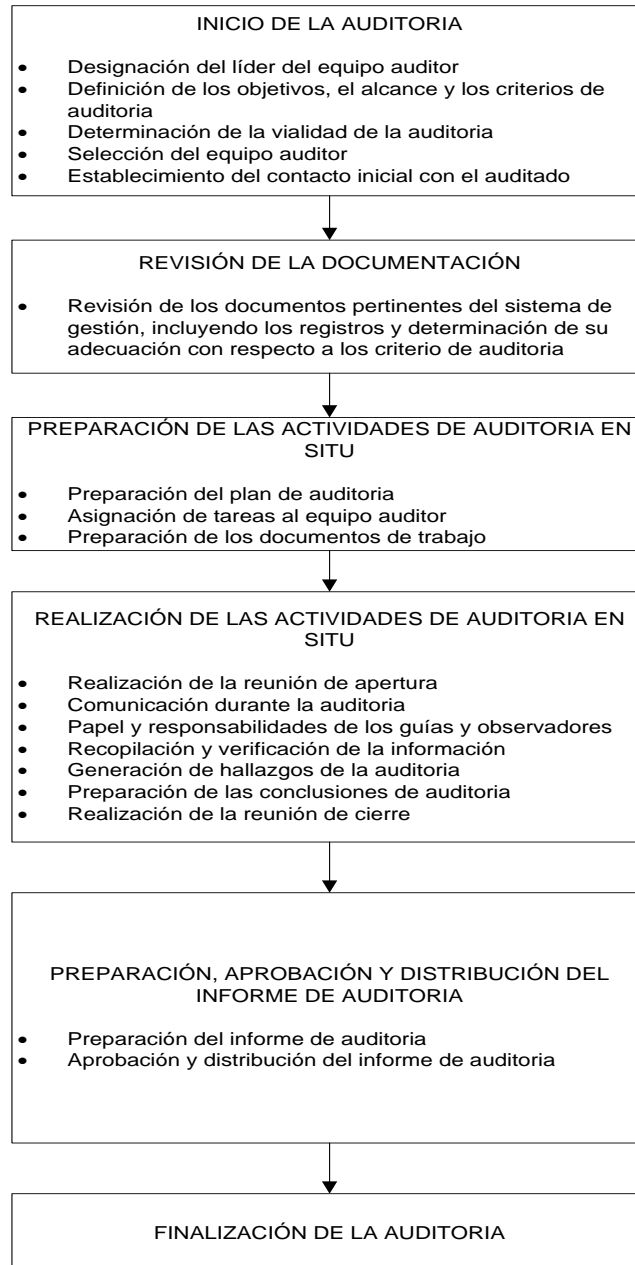 INICIO DE LA AUDITORIA
• Designación del líder del equipo auditor
• Definición de los objetivos, el alcance y los criterios de
auditoria
• Determinación de la vialidad de la auditoria
• Selección del equipo auditor
• Establecimiento del contacto inicial con el auditado
REVISIÓN DE LA DOCUMENTACIÓN
• Revisión de los documentos pertinentes del sistema de
gestión, incluyendo los registros y determinación de su
adecuación con respecto a los criterio de auditoria
PREPARACIÓN DE LAS ACTIVIDADES DE AUDITORIA EN
SITU
• Preparación del plan de auditoria
• Asignación de tareas al equipo auditor
• Preparación de los documentos de trabajo
REALIZACIÓN DE LAS ACTIVIDADES DE AUDITORIA EN
SITU
• Realización de la reunión de apertura
• Comunicación durante la auditoria
• Papel y responsabilidades de los guías y observadores
• Recopilación y verificación de la información
• Generación de hallazgos de la auditoria
• Preparación de las conclusiones de auditoria
• Realización de la reunión de cierre
PREPARACIÓN, APROBACIÓN Y DISTRIBUCIÓN DEL
INFORME DE AUDITORIA
• Preparación del informe de auditoria
• Aprobación y distribución del informe de auditoria
FINALIZACIÓN DE LA AUDITORIA